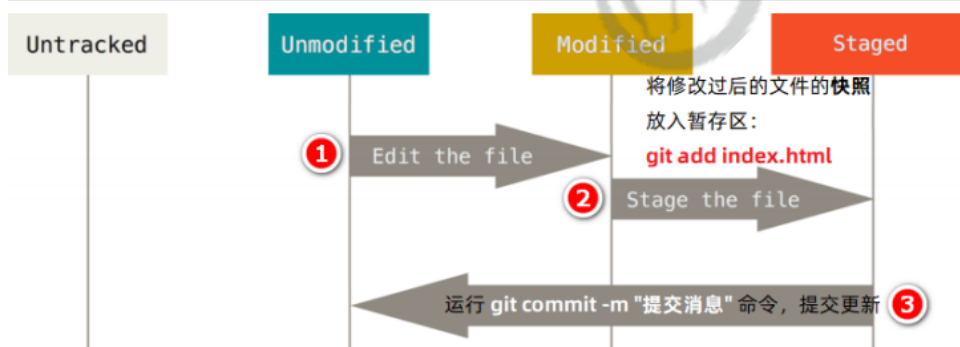 Untracked
Unmodified
Modified
Staged
将修改过后的文件的快照
放入暂存区：
git add index.html
1
Edit the file
2
Stage the file
运行 git commit -m "提交消息" 命令，提交更新
3